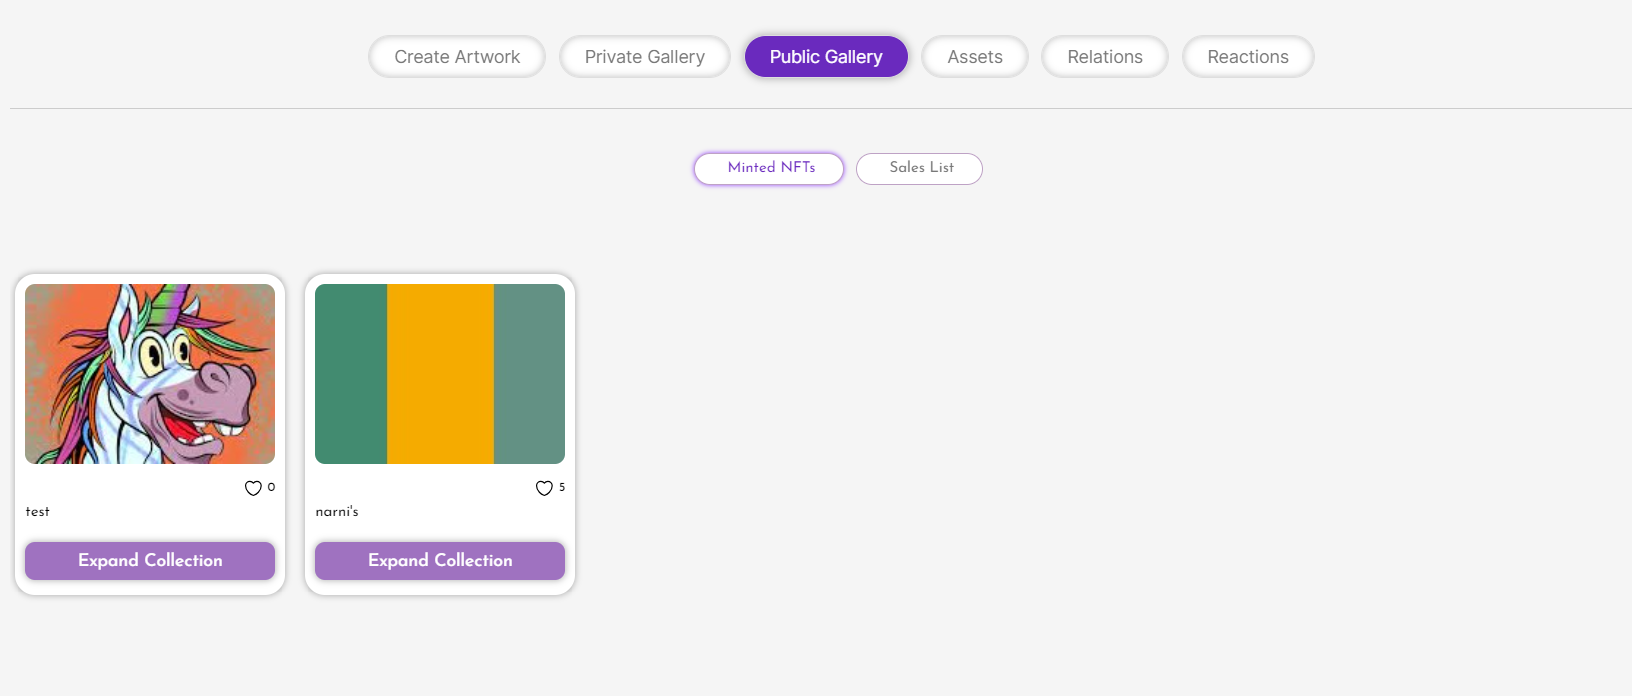 Create Artwork Private Gallery Public Gallery Assets Relations Reactions
Minted NFTs Sales List
0 5
test narni's
Expand Collection Expand Collection